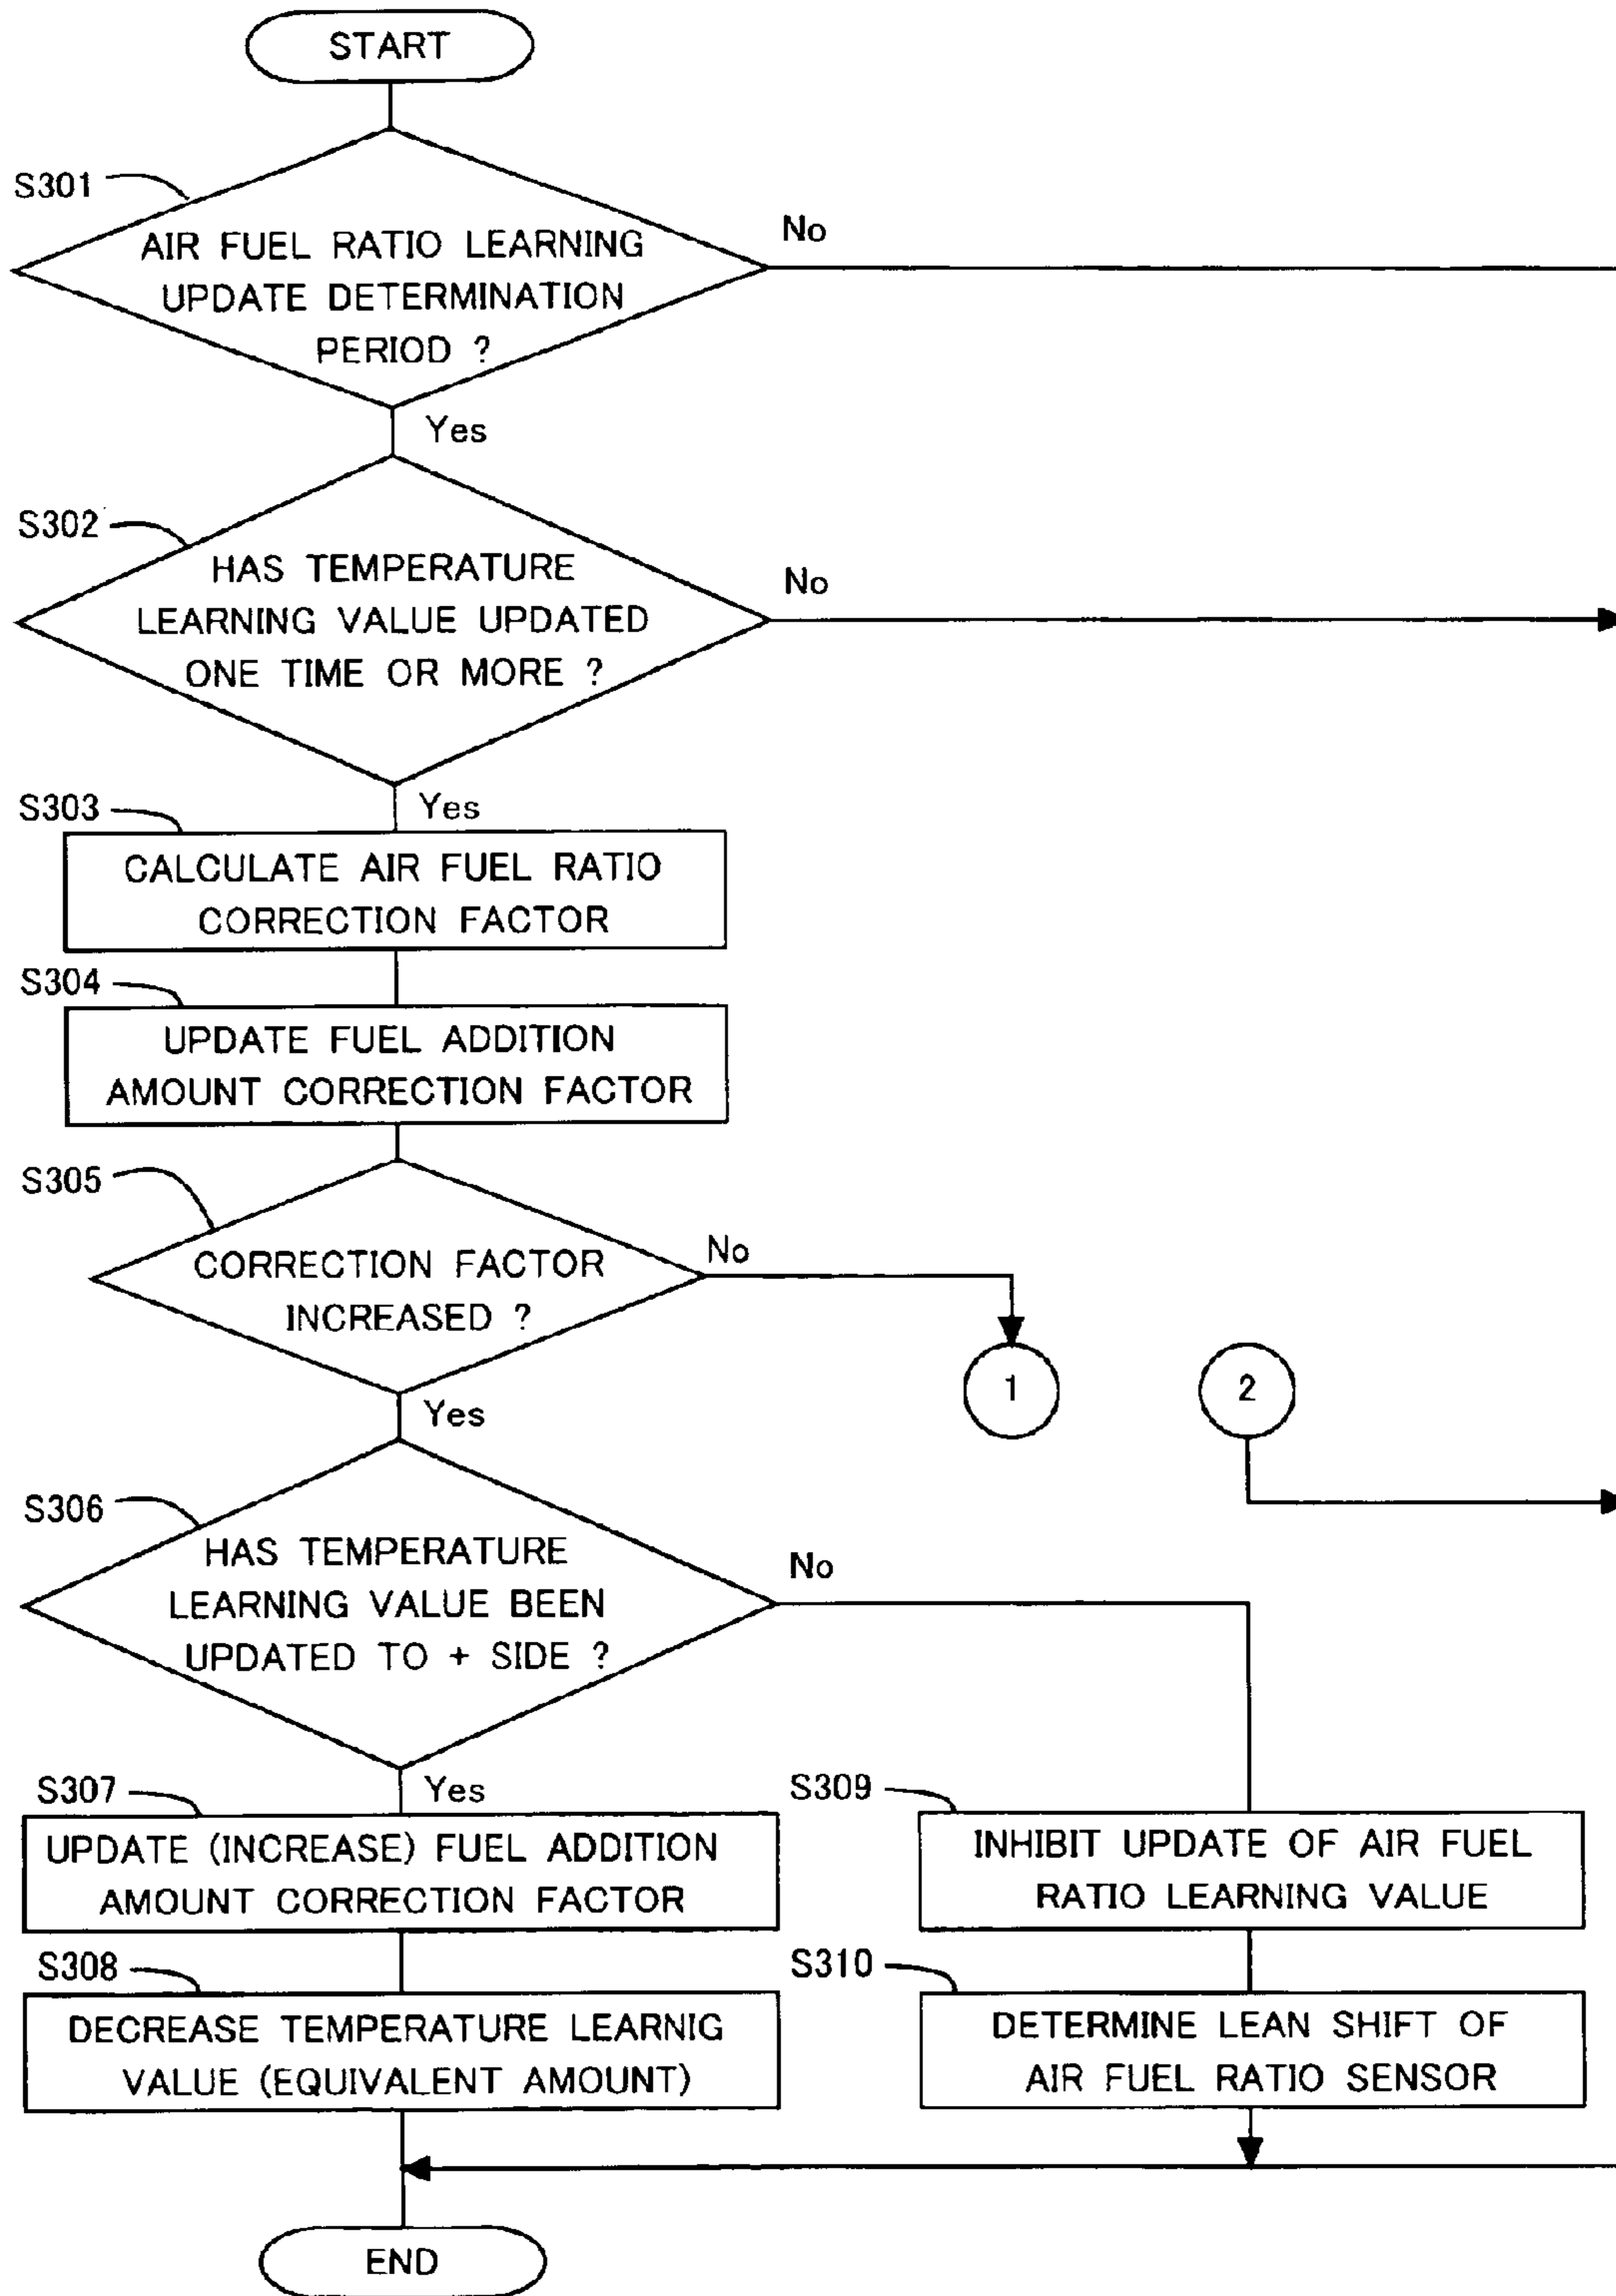 START
S301
AIR FUEL RATIO LEARNING
UPDATE DETERMINATION
PERIOD ?
No
Yes
S302
HAS TEMPERATURE
LEARNING VALUE UPDATED
ONE TIME OR MORE ?
No
Yes
S303
CALCULATE AIR FUEL RATIO
CORRECTION FACTOR
S304
UPDATE FUEL ADDITION
AMOUNT CORRECTION FACTOR
S305
CORRECTION FACTOR
INCREASED ?
No
1
2
Yes
S306
HAS TEMPERATURE
LEARNING VALUE BEEN
UPDATED TO + SIDE ?
No
Yes
S307
UPDATE (INCREASE) FUEL ADDITION
AMOUNT CORRECTION FACTOR
S309
INHIBIT UPDATE OF AIR FUEL
RATIO LEARNING VALUE
S308
DECREASE TEMPERATURE LEARNIG
VALUE (EQUIVALENT AMOUNT)
S310
DETERMINE LEAN SHIFT OF
AIR FUEL RATIO SENSOR
END